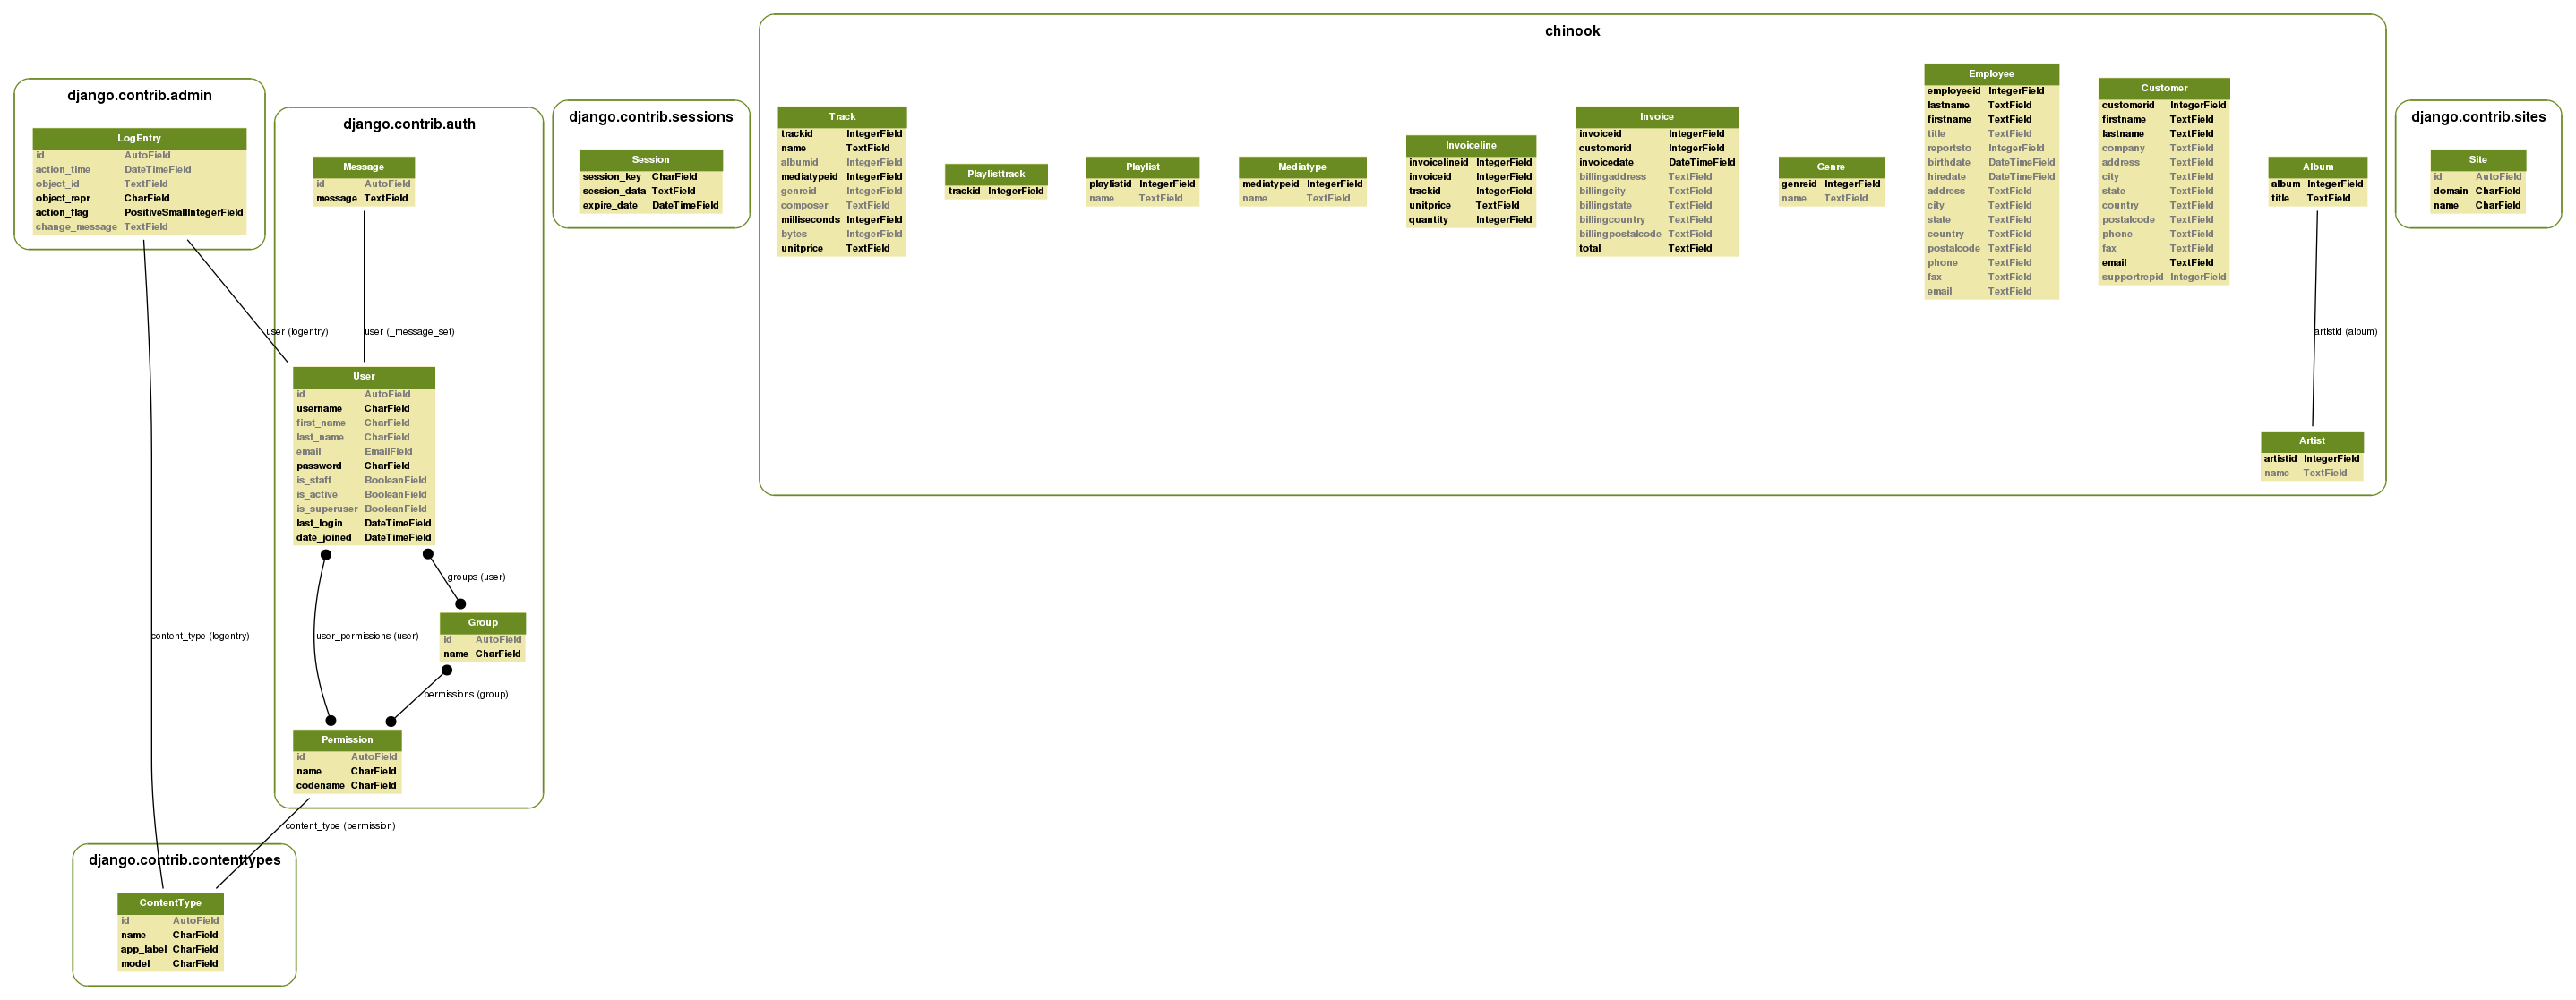 django.contrib.admin
LogEntry
id AutoField
action_time DateTimeField
object_id TextField
object_repr CharField
action_flag PositiveSmallIntegerField
change_message TextField
django.contrib.auth
Message
id AutoField
message TextField
user (logentry)
user (_message_set)
User
id AutoField
username CharField
first_name CharField
last_name CharField
email EmailField
password CharField
is_staff BooleanField
is_active BooleanField
is_superuser BooleanField
last_login DateTimeField
date_joined DateTimeField
groups (user)
Group
id AutoField
name CharField
content_type (logentry)
user_permissions (user)
permissions (group)
Permission
id AutoField
name CharField
codename CharField
content_type (permission)
django.contrib.contenttypes
ContentType
id AutoField
name CharField
app_label CharField
model CharField
django.contrib.sessions
Session
session_key CharField
session_data TextField
expire_date DateTimeField
chinook
Track
trackid IntegerField
name TextField
albumid IntegerField
mediatypeid IntegerField
genreid IntegerField
composer TextField
milliseconds IntegerField
bytes IntegerField
unitprice TextField
Playlisttrack
trackid IntegerField
Playlist
playlistid IntegerField
name TextField
Mediatype
mediatypeid IntegerField
name TextField
Invoiceline
invoicelineid IntegerField
invoiceid IntegerField
trackid IntegerField
unitprice TextField
quantity IntegerField
Invoice
invoiceid IntegerField
customerid IntegerField
invoicedate DateTimeField
billingaddress TextField
billingcity TextField
billingstate TextField
billingcountry TextField
billingpostalcode TextField
total TextField
Genre
genreid IntegerField
name TextField
Employee
employeeid IntegerField
lastname TextField
firstname TextField
title TextField
reportsto IntegerField
birthdate DateTimeField
hiredate DateTimeField
address TextField
city TextField
state TextField
country TextField
postalcode TextField
phone TextField
fax TextField
email TextField
Customer
customerid IntegerField
firstname TextField
lastname TextField
company TextField
address TextField
city TextField
state TextField
country TextField
postalcode TextField
phone TextField
fax TextField
email TextField
supportrepid IntegerField
Album
album IntegerField
title TextField
artistid (album)
Artist
artistid IntegerField
name TextField
django.contrib.sites
Site
id AutoField
domain CharField
name CharField